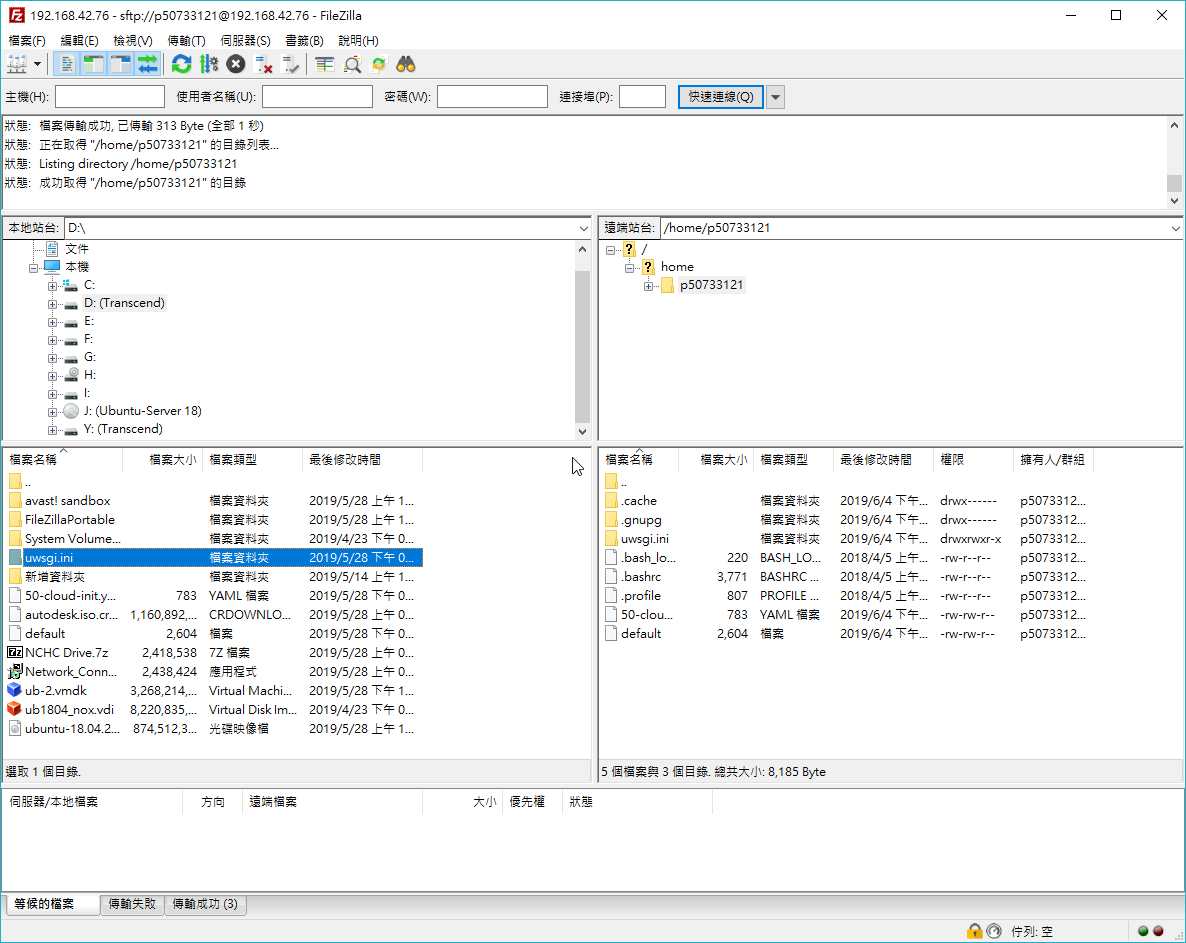 192.168.42.76 - sftp://p50733121@192.168.42.76 - FileZilla
檔案(F) 編輯(E) 檢視(V) 傳輸(T) 伺服器(S) 書籤(B) 說明(H)
主機(H): 使用者名稱(U): 密碼(W): 連接埠(P): 快速連線(Q)
狀態: 檔案傳輸成功, 已傳輸 313 Byte (全部 1 秒)
狀態: 正在取得 "/home/p50733121" 的目錄列表...
狀態: Listing directory /home/p50733121
狀態: 成功取得 "/home/p50733121" 的目錄
本地站台: D:\
文件
本機
C:
D: (Transcend)
E:
F:
G:
H:
I:
J: (Ubuntu-Server 18)
Y: (Transcend)
遠端站台: /home/p50733121
/
home
p50733121
檔案名稱 檔案大小 檔案類型 最後修改時間
..
avast! sandbox 檔案資料夾 2019/5/28 上午 1...
FileZillaPortable 檔案資料夾 2019/5/28 上午 1...
System Volume... 檔案資料夾 2019/4/23 下午 0...
uwsgi.ini 檔案資料夾 2019/5/28 下午 0...
新增資料夾 檔案資料夾 2019/5/14 上午 1...
50-cloud-init.y... 783 YAML 檔案 2019/5/28 下午 0...
autodesk.iso.cr... 1,160,892,... CRDOWNLO... 2019/5/28 上午 0...
default 2,604 檔案 2019/5/28 下午 0...
NCHC Drive.7z 2,418,538 7Z 檔案 2019/5/28 上午 0...
Network_Conn... 2,438,424 應用程式 2019/5/28 上午 0...
ub-2.vmdk 3,268,214,... Virtual Machi... 2019/5/28 下午 1...
ub1804_nox.vdi 8,220,835,... Virtual Disk Im... 2019/4/23 下午 0...
ubuntu-18.04.2... 874,512,3... 光碟映像檔 2019/5/28 上午 1...
選取 1 個目錄.
檔案名稱 檔案大小 檔案類型 最後修改時間 權限 擁有人/群組
..
.cache 檔案資料夾 2019/6/4 下午... drwx------ p5073312...
.gnupg 檔案資料夾 2019/6/4 下午... drwx------ p5073312...
uwsgi.ini 檔案資料夾 2019/6/4 下午... drwxrwxr-x p5073312...
.bash_lo... 220 BASH_LO... 2018/4/5 上午... -rw-r--r-- p5073312...
.bashrc 3,771 BASHRC ... 2018/4/5 上午... -rw-r--r-- p5073312...
.profile 807 PROFILE ... 2018/4/5 上午... -rw-r--r-- p5073312...
50-clou... 783 YAML 檔案 2019/6/4 下午... -rw-rw-r-- p5073312...
default 2,604 檔案 2019/6/4 下午... -rw-rw-r-- p5073312...
5 個檔案與 3 個目錄. 總共大小: 8,185 Byte
伺服器/本地檔案 方向 遠端檔案 大小 優先權 狀態
等候的檔案 傳輸失敗 傳輸成功 (3)
佇列: 空